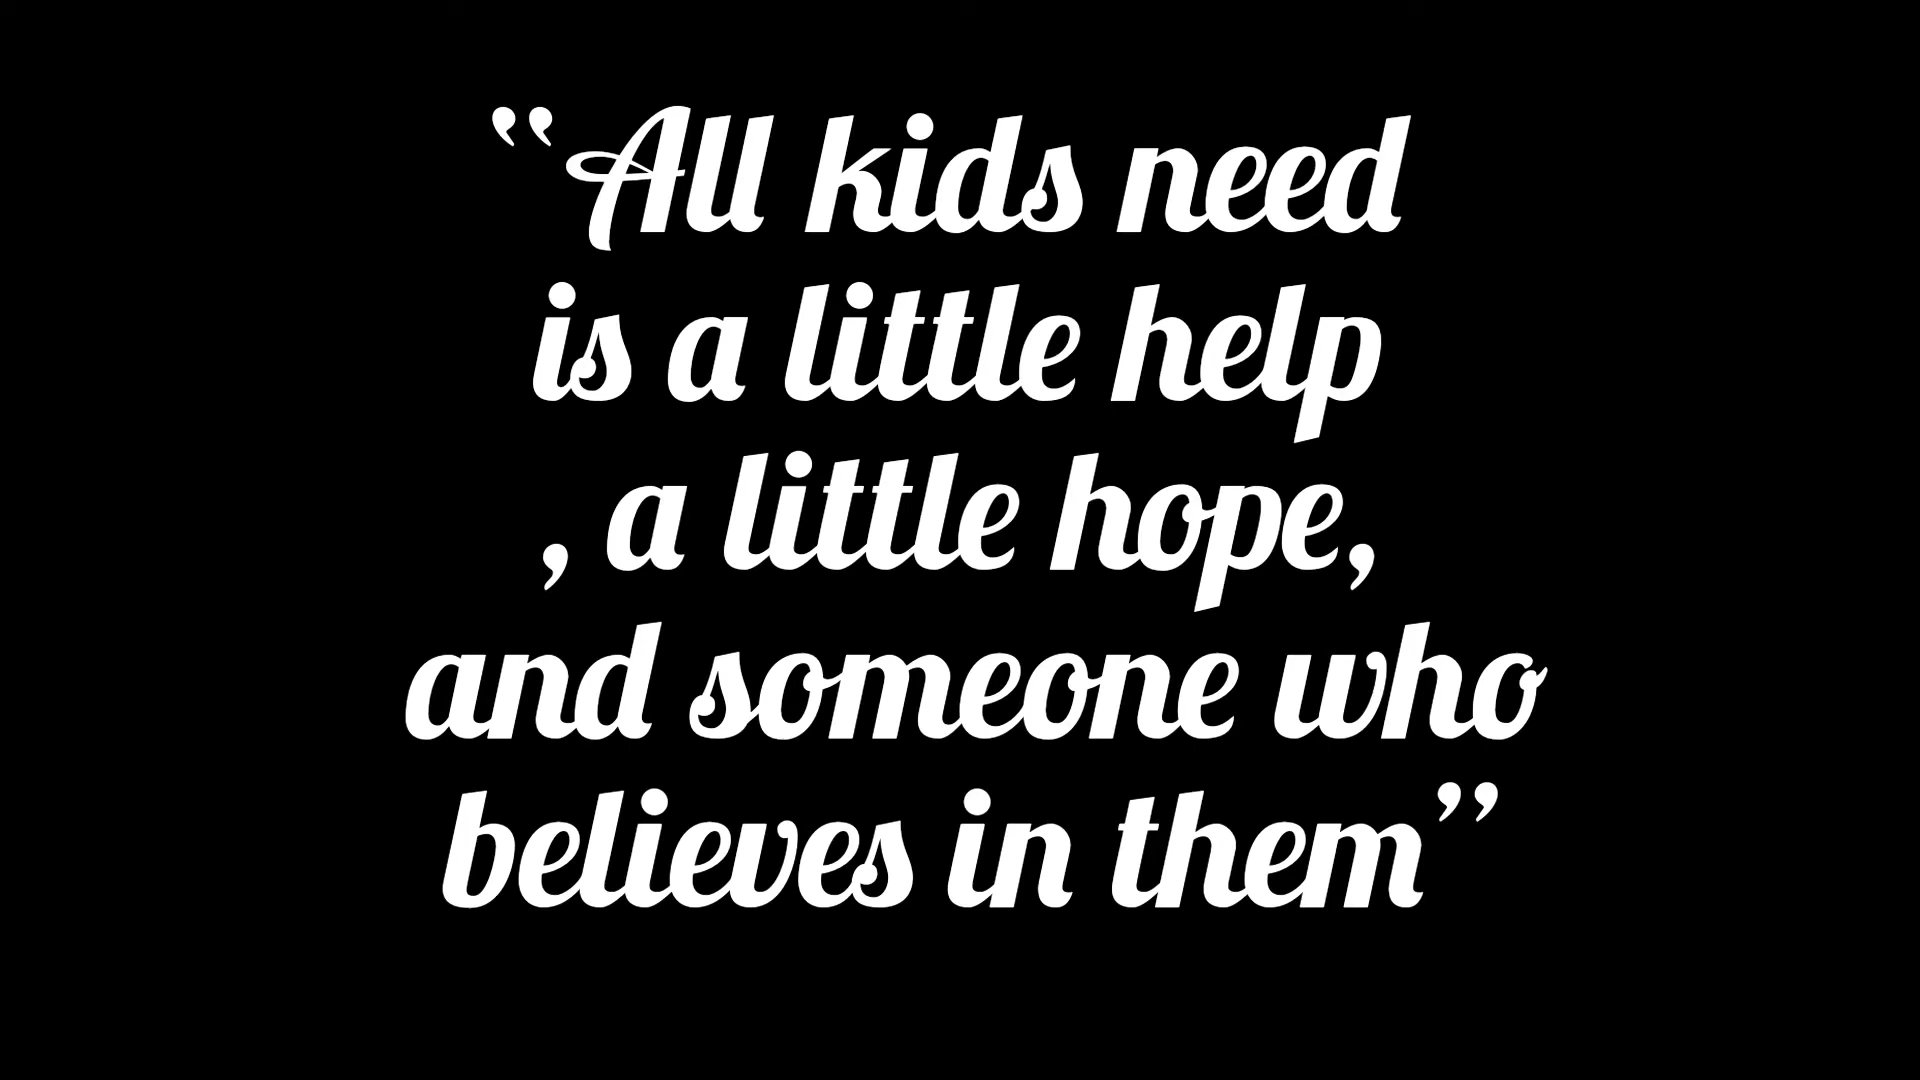 “All kids need
is a little help
, a little hope,
and someone who
believes in them”